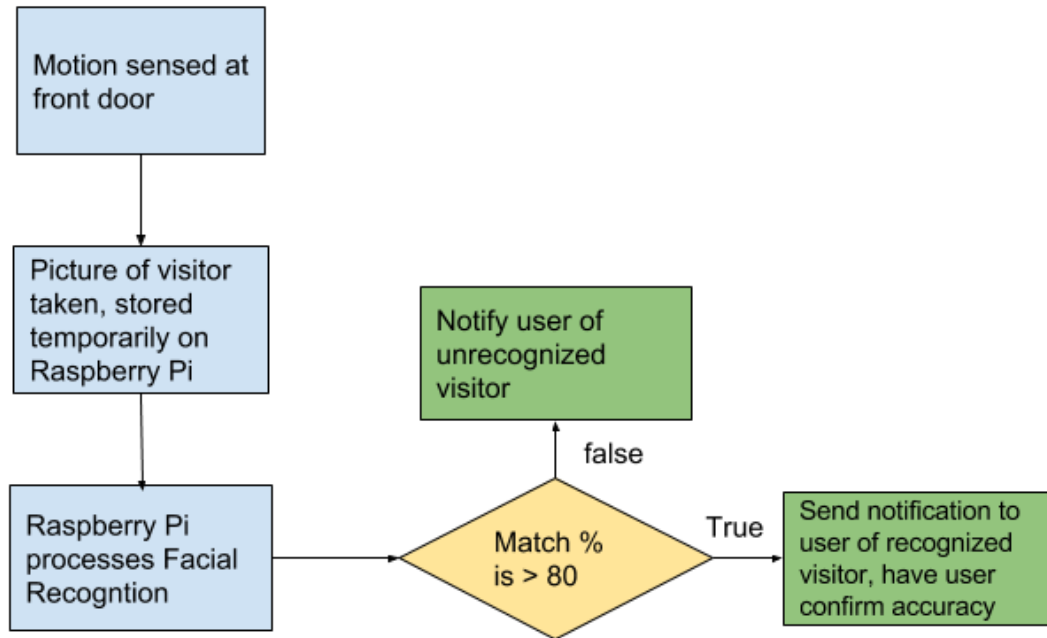 Motion sensed at
front door
Picture of visitor
taken, stored
temporarily on
Raspberry Pi
Raspberry Pi
processes Facial
Recogntion
Match %
is > 80
false
Notify user of
unrecognized
visitor
True
Send notification to
user of recognized
visitor, have user
confirm accuracy